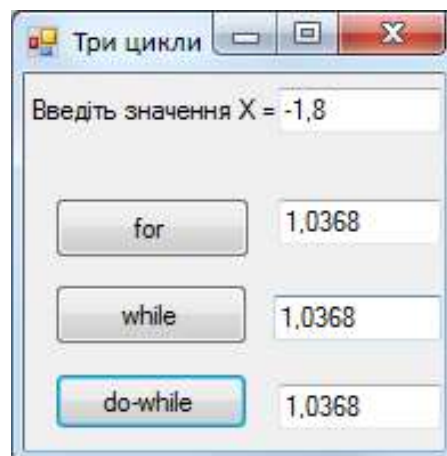 Три цикли
Введіть значення X = -1,8
for 1,0368
while 1,0368
do-while 1,0368